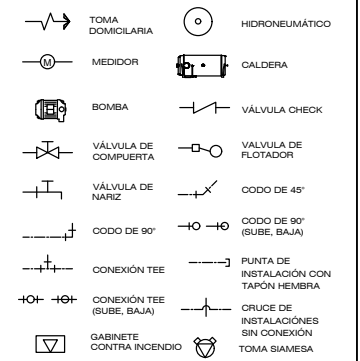 TOMA
DOMICILARIA
HIDRONEUMÁTICO
M
MEDIDOR
CALDERA
BOMBA
VÁLVULA CHECK
VÁLVULA DE
COMPUERTA
VALVULA DE
FLOTADOR
VÁLVULA DE
NARIZ
CODO DE 45°
CODO DE 90°
CODO DE 90°
(SUBE, BAJA)
CONEXIÓN TEE
PUNTA DE
INSTALACIÓN CON
TAPÓN HEMBRA
CONEXIÓN TEE
(SUBE, BAJA)
CRUCE DE
INSTALACIÓNES
SIN CONEXIÓN
GABINETE
CONTRA INCENDIO
TOMA SIAMESA